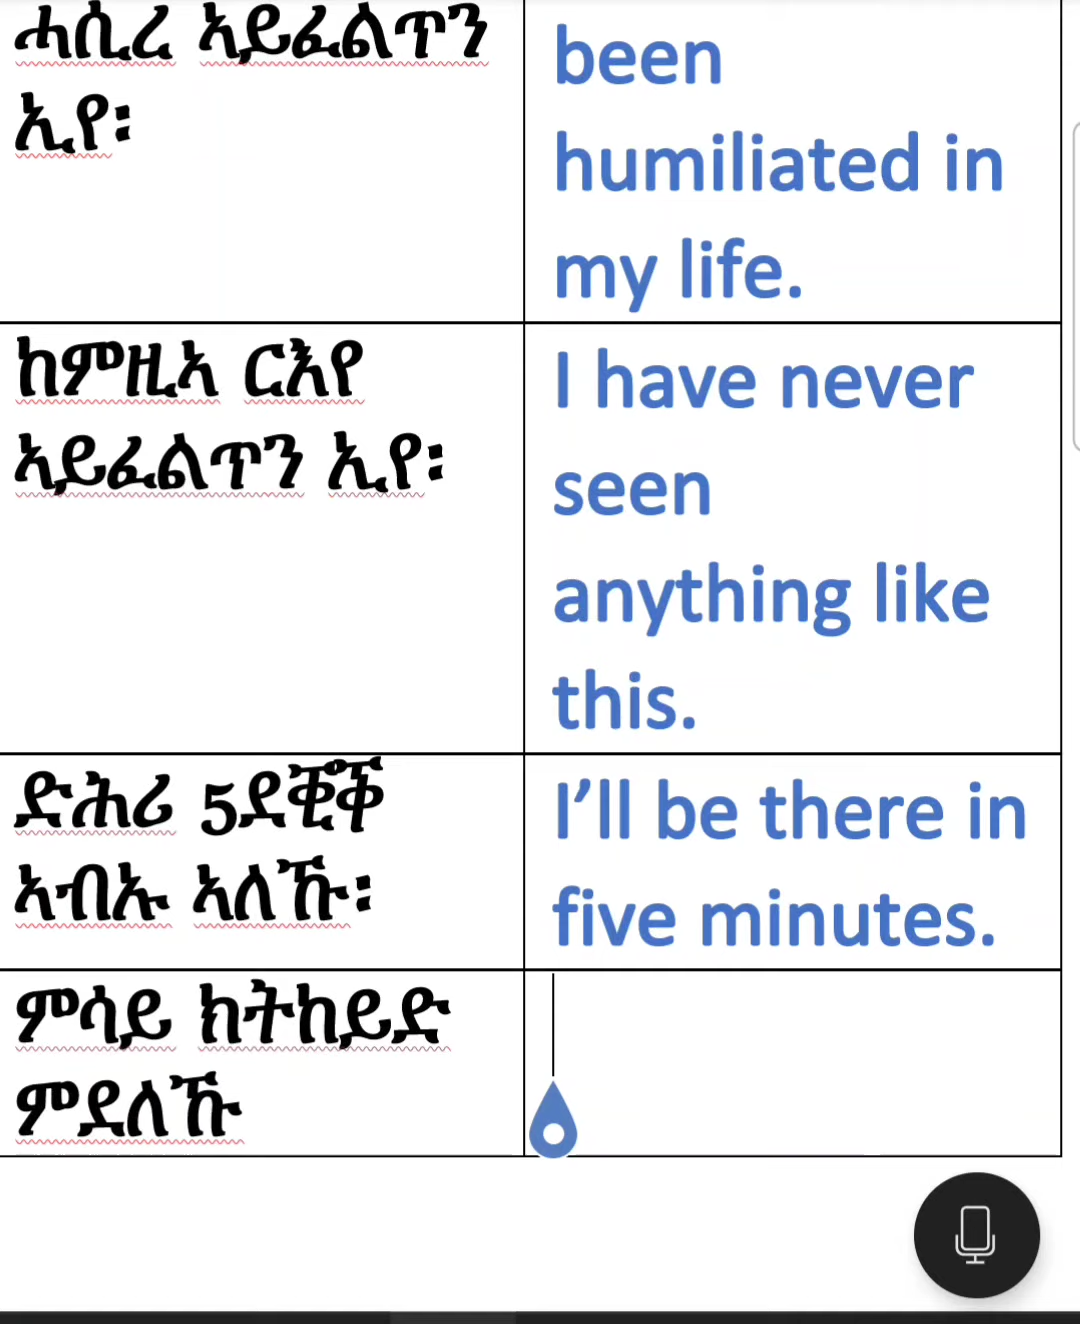 ሓሲረ ኣይፈልጥን
ኢየ፡
been
humiliated in
my life.
ከምዚኣ ርእየ
ኣይፈልጥን ኢየ፡
I have never
seen
anything like
this.
ድሕሪ 5ደቒቕ
ኣብኡ ኣለኹ፡
I’ll be there in
five minutes.
ምሳይ ክትከይድ
ምደለኹ